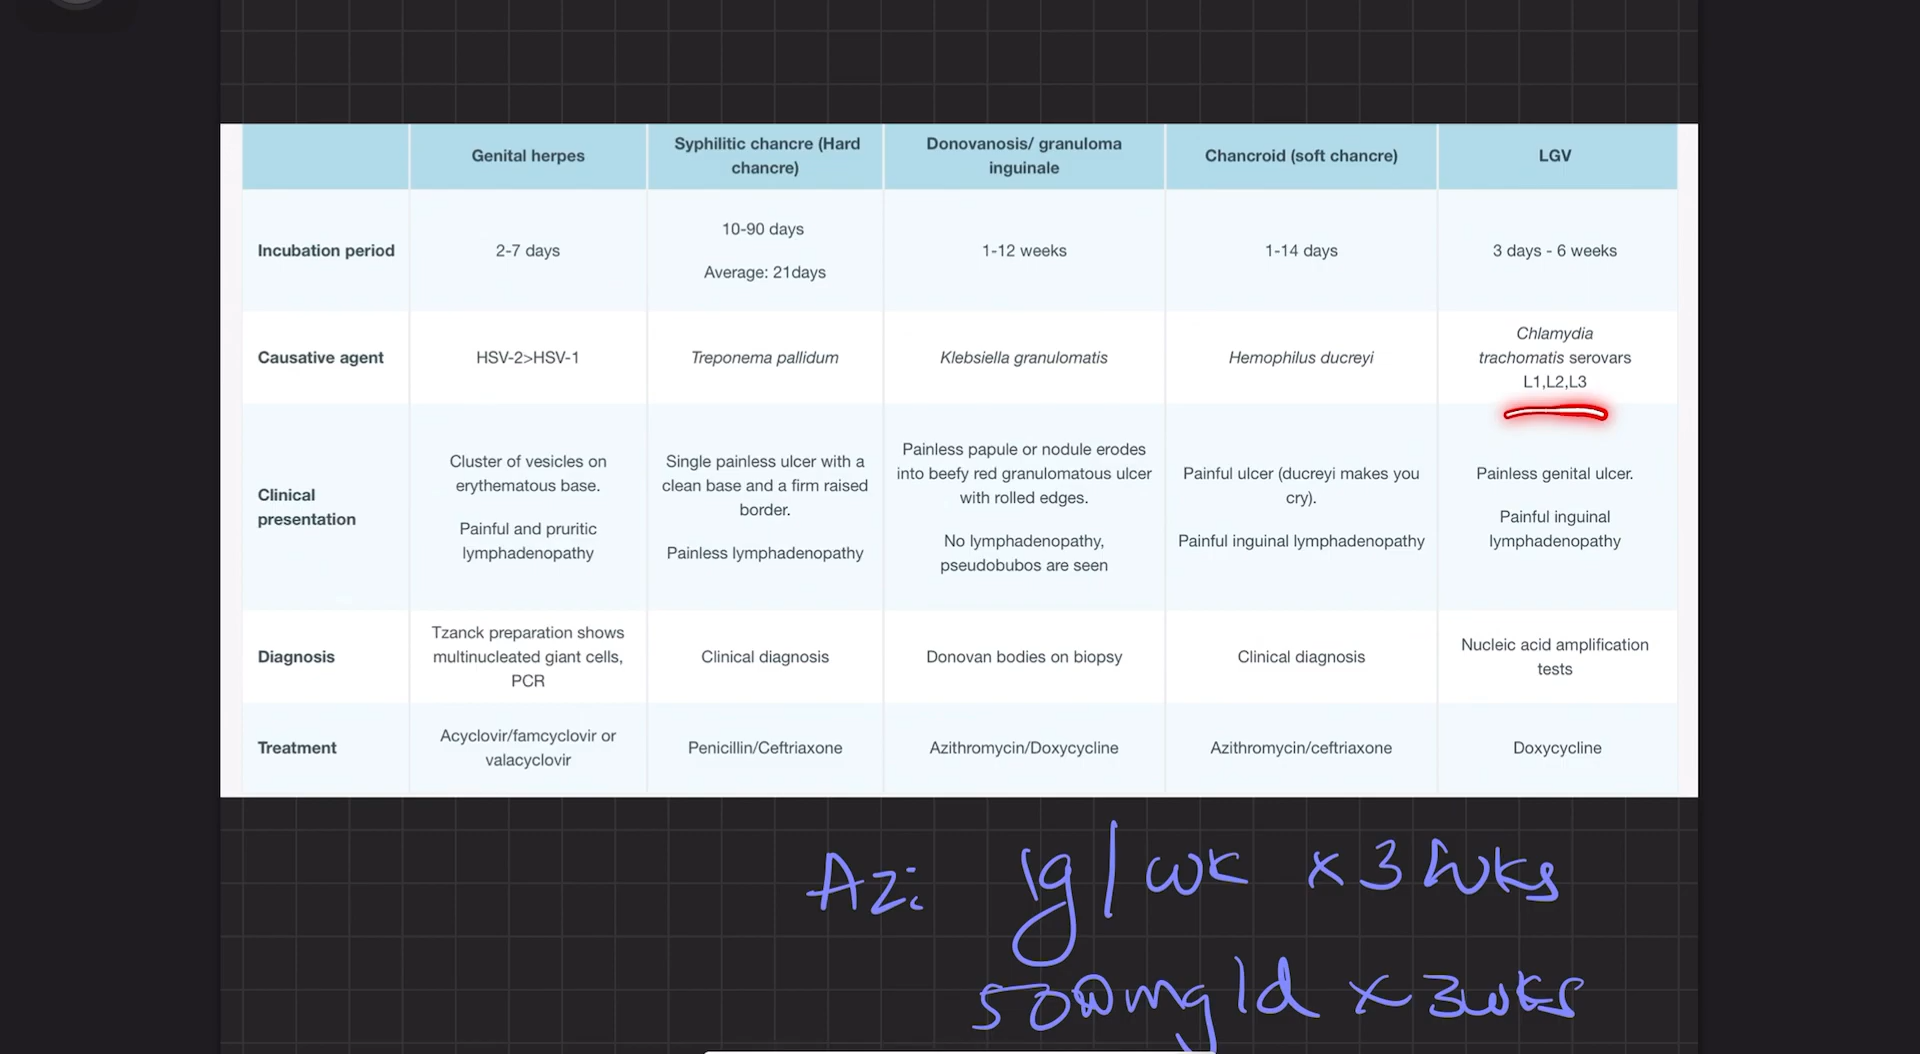 Genital herpes
Syphilitic chancre (Hard
chancre)
Donovanosis/ granuloma
inguinale
Chancroid (soft chancre)
LGV
Incubation period
2-7 days
10-90 days
Average: 21days
1-12 weeks
1-14 days
3 days - 6 weeks
Causative agent
HSV-2>HSV-1
Treponema pallidum
Klebsiella granulomatis
Hemophilus ducreyi
Chlamydia
trachomatis serovars
L1,L2,L3
Clinical
presentation
Cluster of vesicles on
erythematous base.
Painful and pruritic
lymphadenopathy
Single painless ulcer with a
clean base and a firm raised
border.
Painless lymphadenopathy
Painless papule or nodule erodes
into beefy red granulomatous ulcer
with rolled edges.
No lymphadenopathy,
pseudobubos are seen
Painful ulcer (ducreyi makes you
cry).
Painful inguinal lymphadenopathy
Painless genital ulcer.
Painful inguinal
lymphadenopathy
Diagnosis
Tzanck preparation shows
multinucleated giant cells,
PCR
Clinical diagnosis
Donovan bodies on biopsy
Clinical diagnosis
Nucleic acid amplification
tests
Treatment
Acyclovir/famcyclovir or
valacyclovir
Penicillin/Ceftriaxone
Azithromycin/Doxycycline
Azithromycin/ceftriaxone
Doxycycline
Azi 1g/wk x 3 wks
500mg/d x 3wks